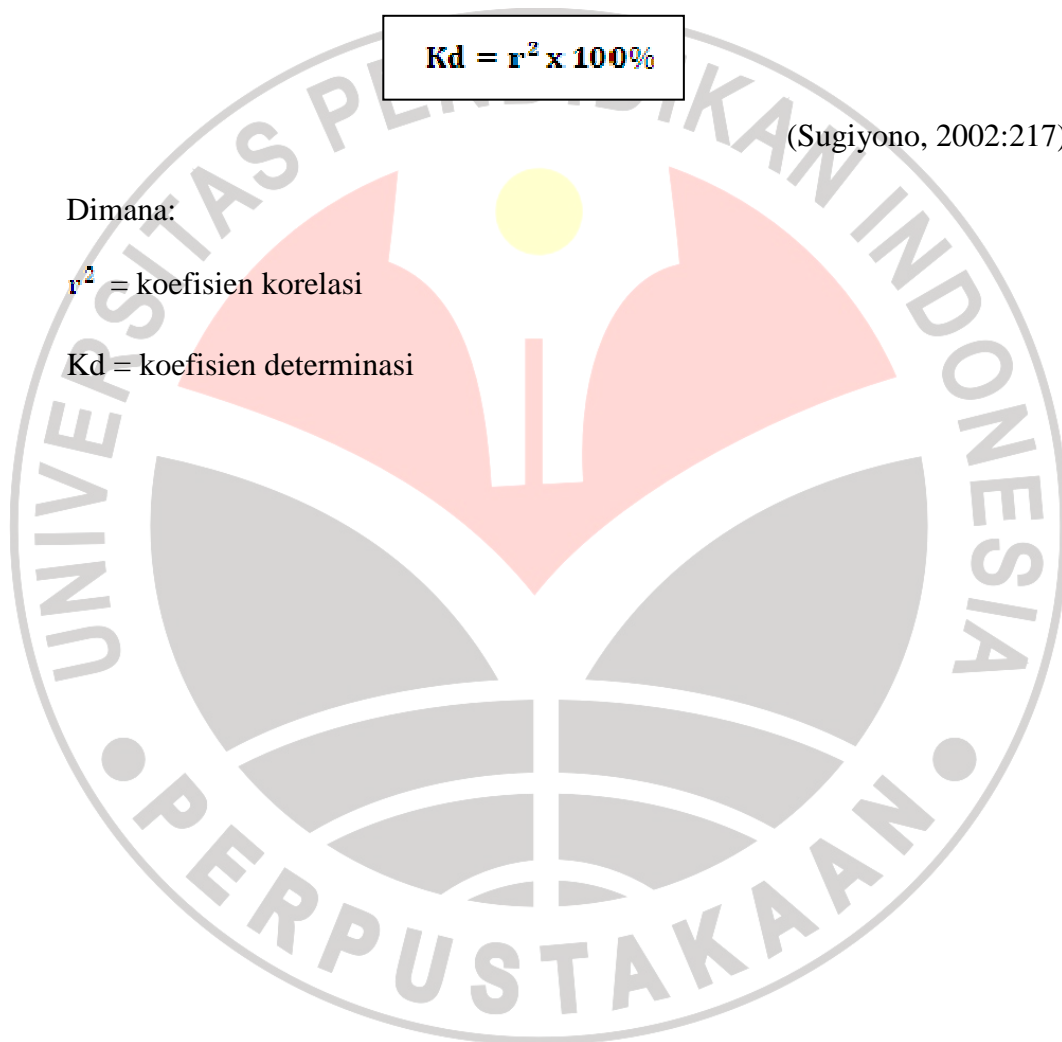 Kd = r² x 100%
(Sugiyono, 2002:217)
Dimana:
r² = koefisien korelasi
Kd = koefisien determinasi
UNIVERSITAS PENDIDIKAN INDONESIA
PERPUSTAKAAN